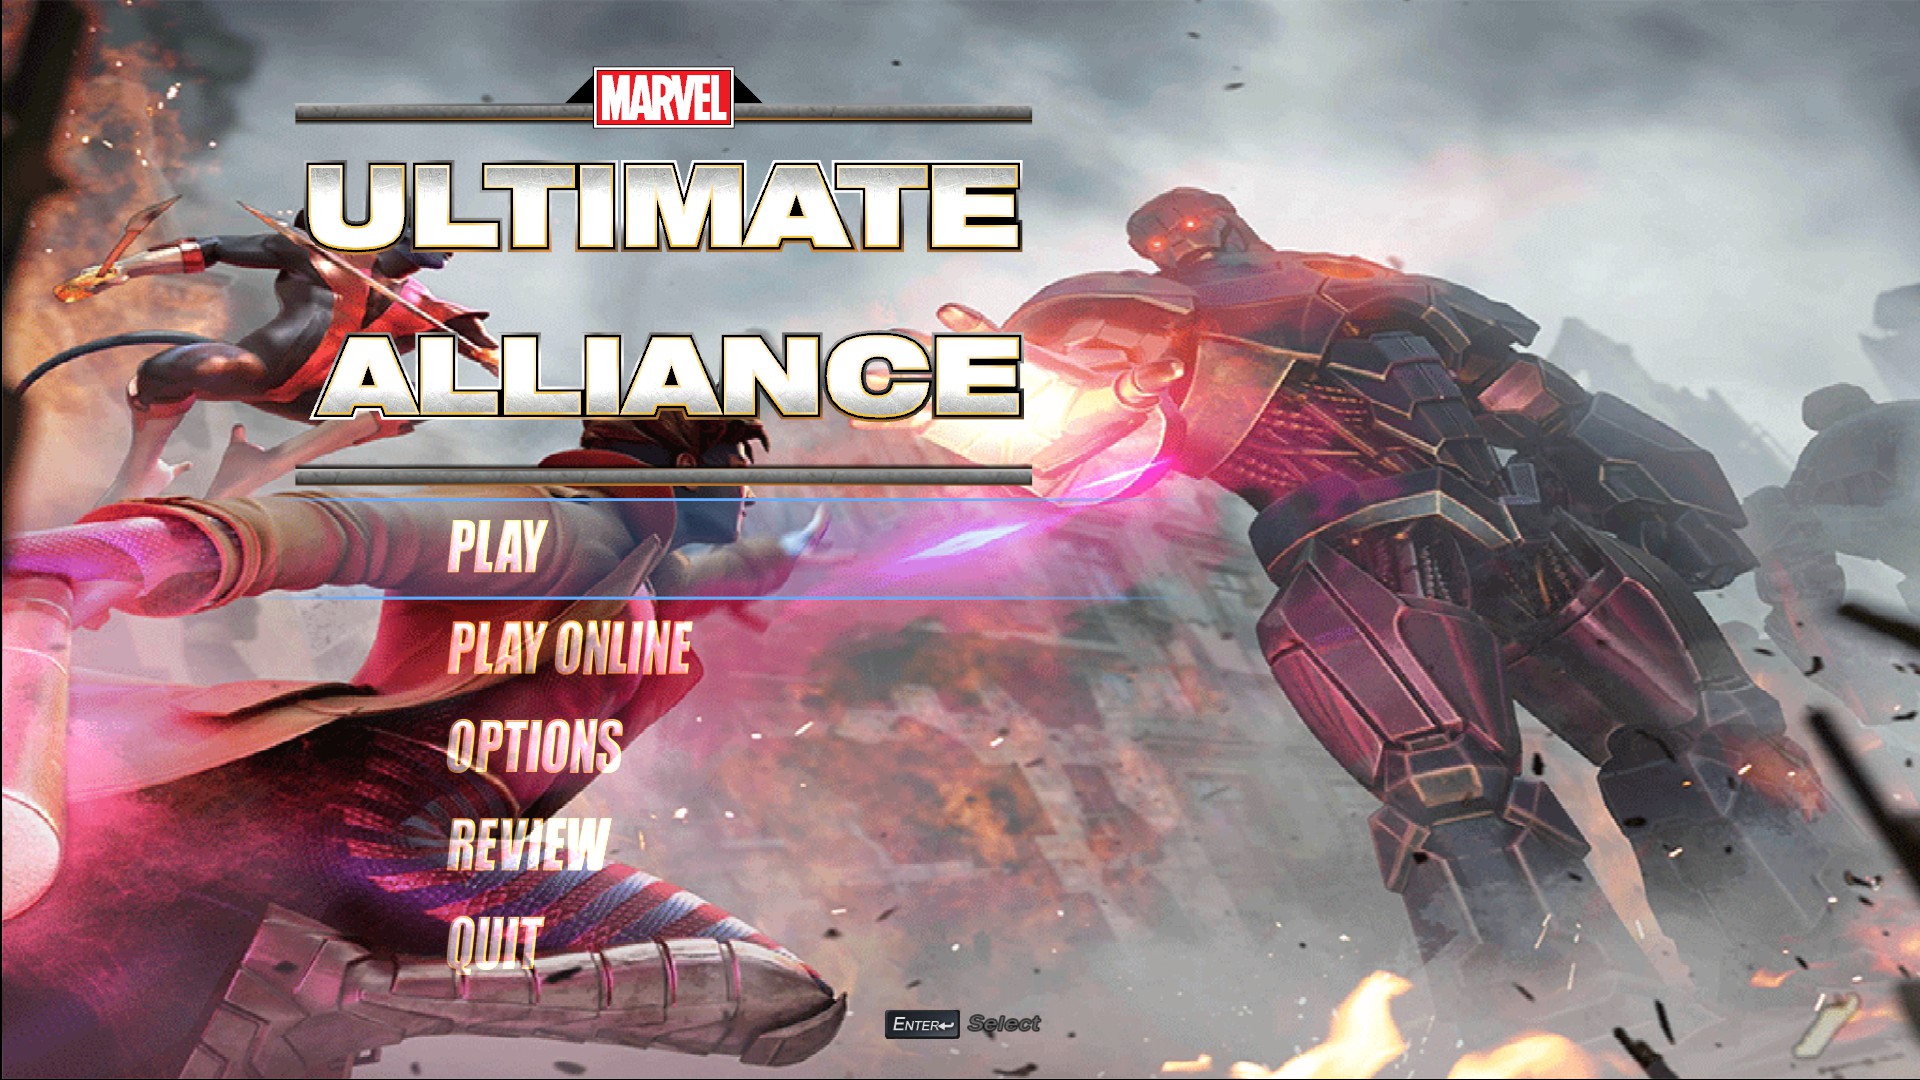 MARVEL
ULTIMATE
ALLIANCE
PLAY
PLAY ONLINE
OPTIONS
REVIEW
QUIT
ENTER↵ Select